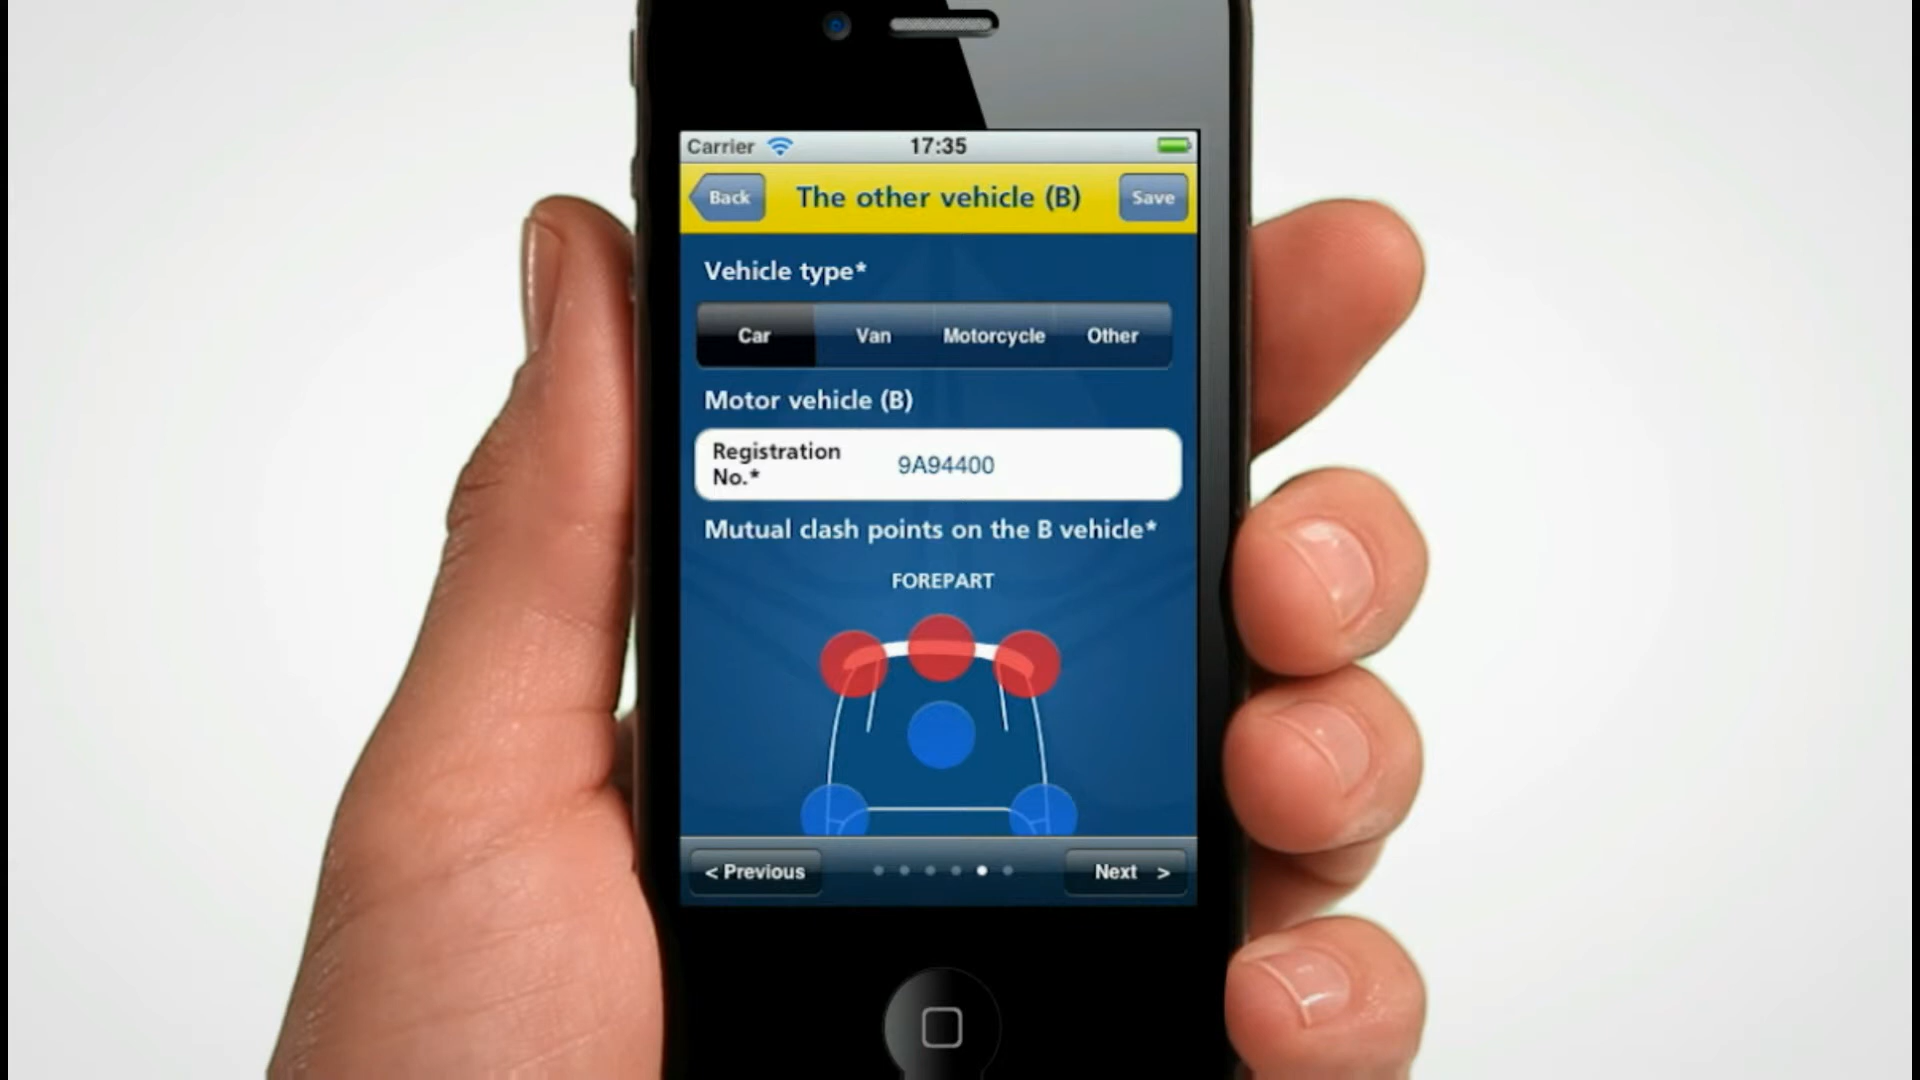 Carrier 17:35
Back The other vehicle (B) Save
Vehicle type*
Car Van Motorcycle Other
Motor vehicle (B)
Registration
No.* 9A94400
Mutual clash points on the B vehicle*
FOREPART
< Previous Next >